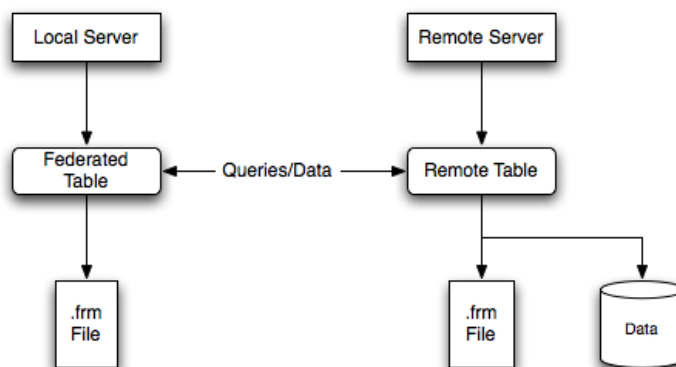 Local Server
Remote Server
Federated
Table
Queries/Data
Remote Table
.frm
File
.frm
File
Data